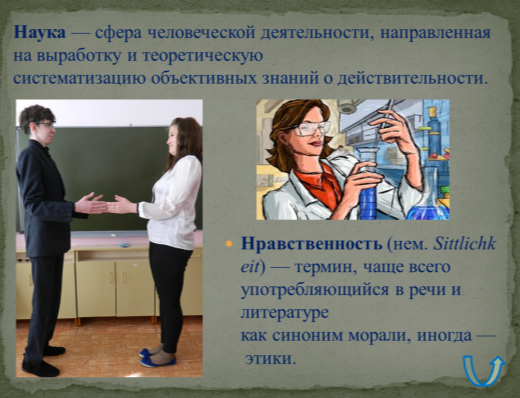 Наука — сфера человеческой деятельности, направленная
на выработку и теоретическую
систематизацию объективных знаний о действительности.
Нравственность (нем. Sittlichk
eit) — термин, чаще всего
употребляющийся в речи и
литературе
как синоним морали, иногда —
этики.